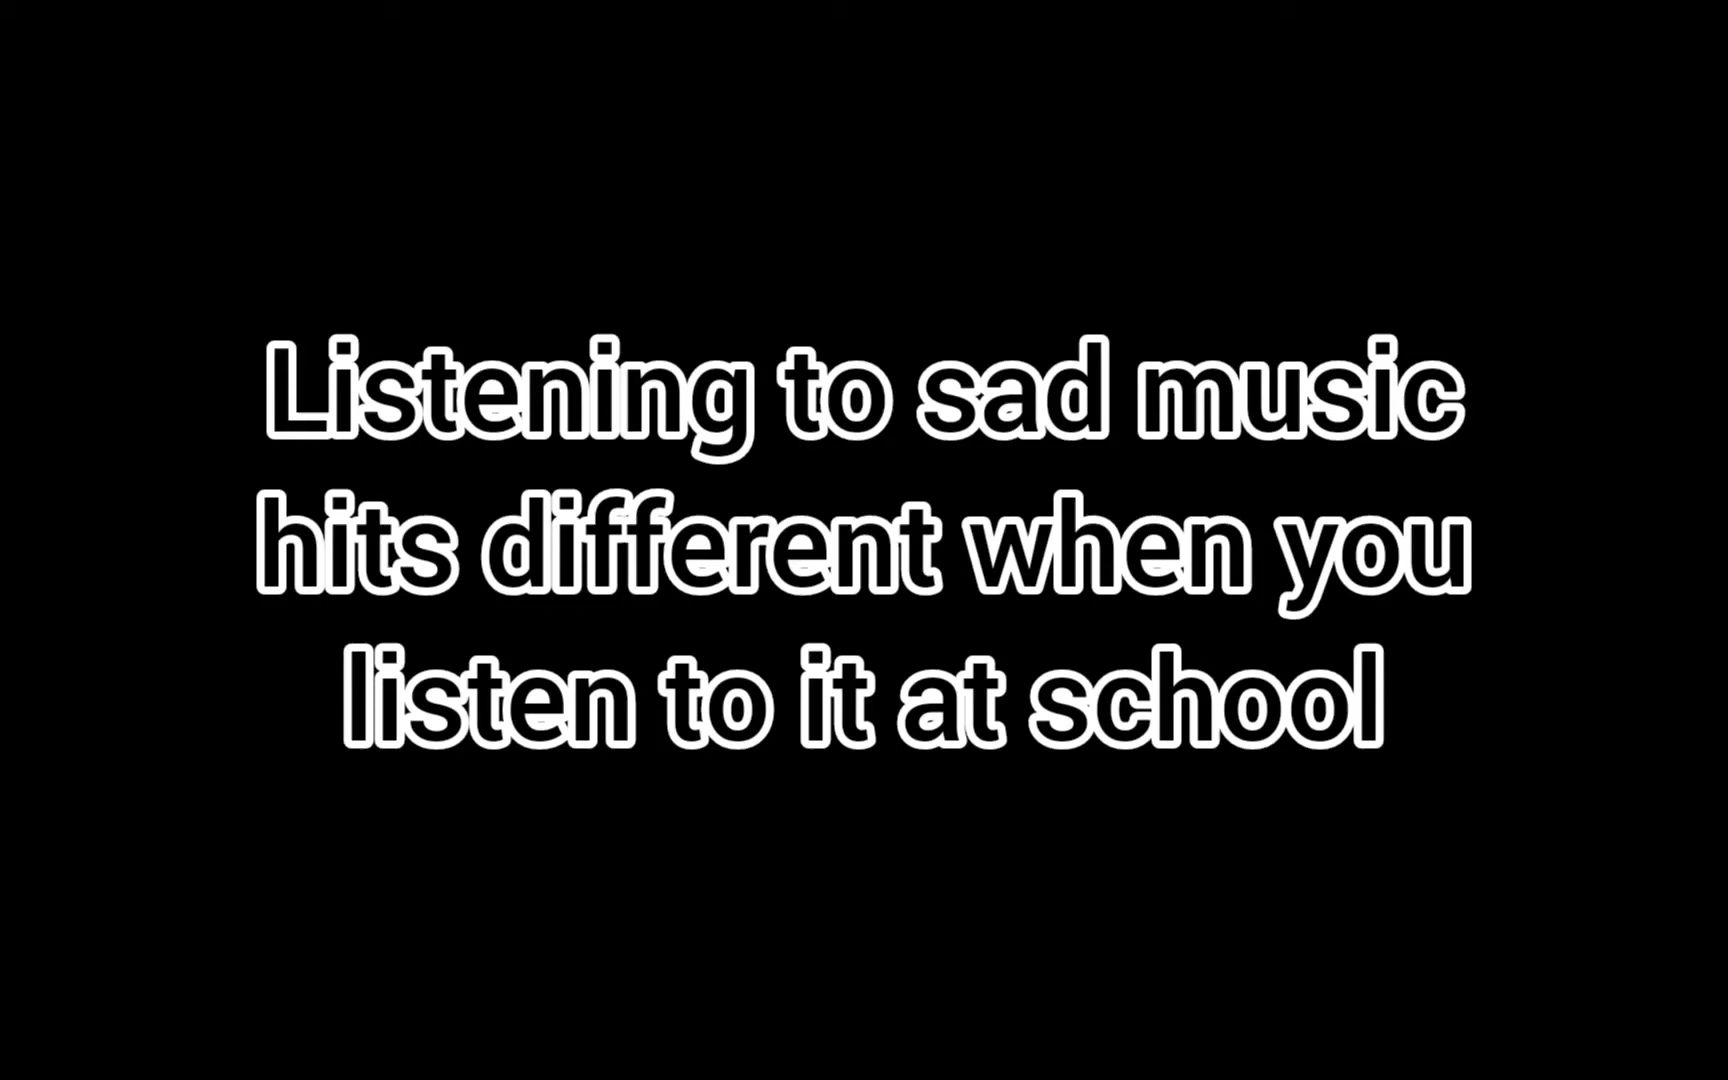 Listening to sad music
hits different when you
listen to it at school